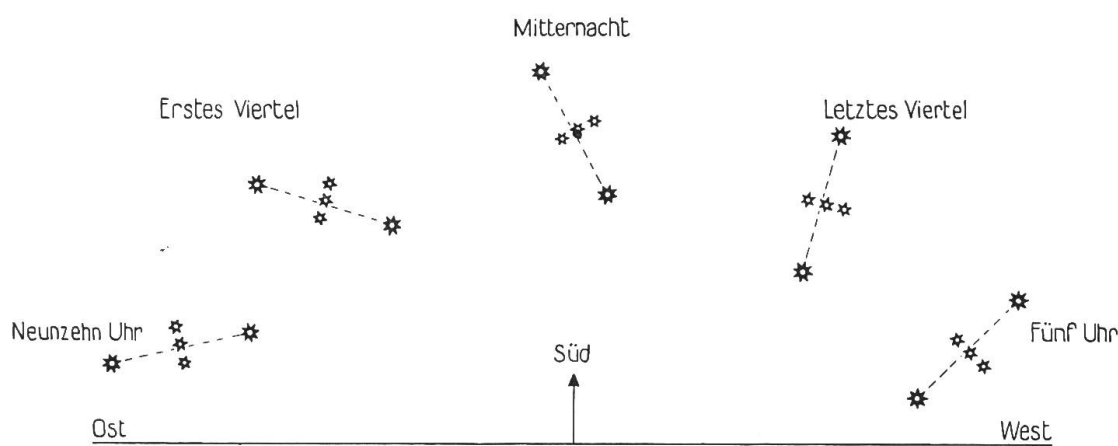 Mitternacht
Erstes Viertel
Letztes Viertel
Neunzehn Uhr
Fünf Uhr
Süd
Ost
West